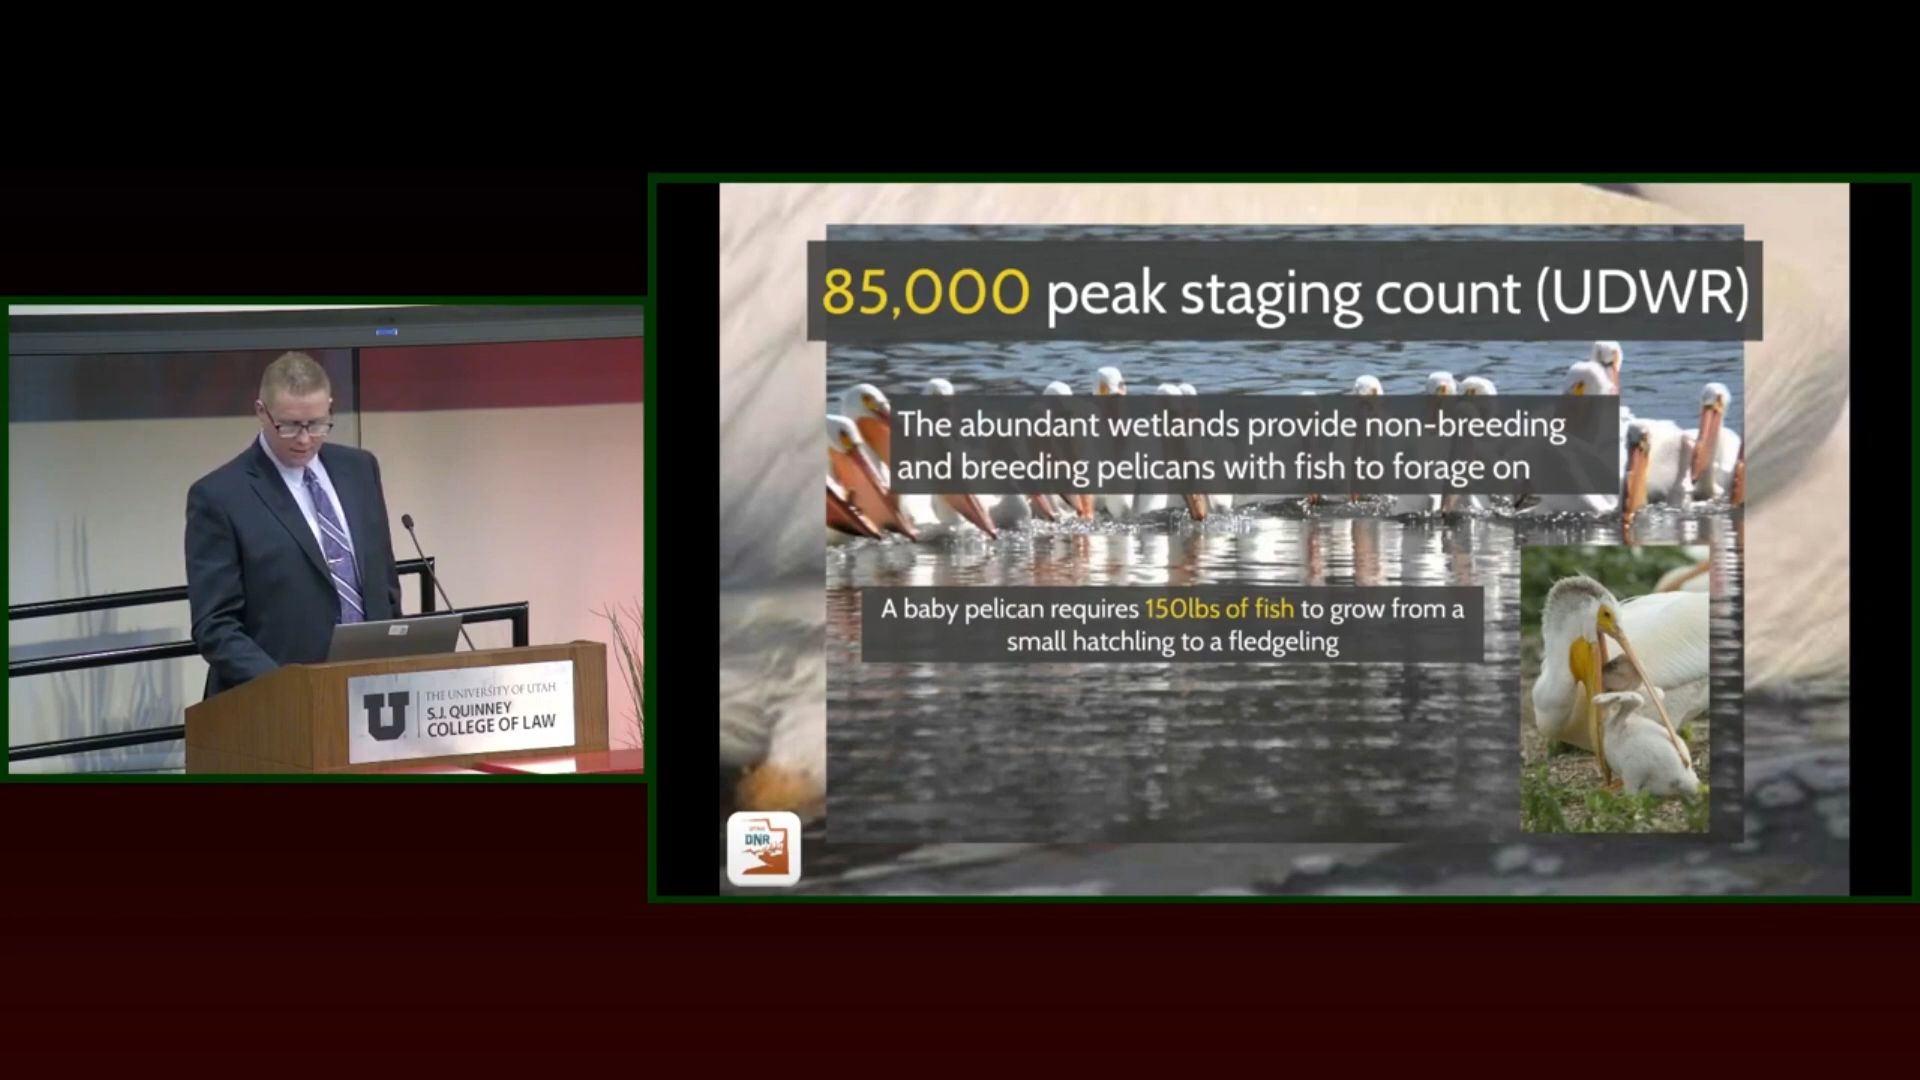 85,000 peak staging count (UDWR)
The abundant wetlands provide non-breeding
and breeding pelicans with fish to forage on
A baby pelican requires 150lbs of fish to grow from a
small hatchling to a fledgeling
DNR
U
THE UNIVERSITY OF UTAH
S.J. QUINNEY
COLLEGE OF LAW